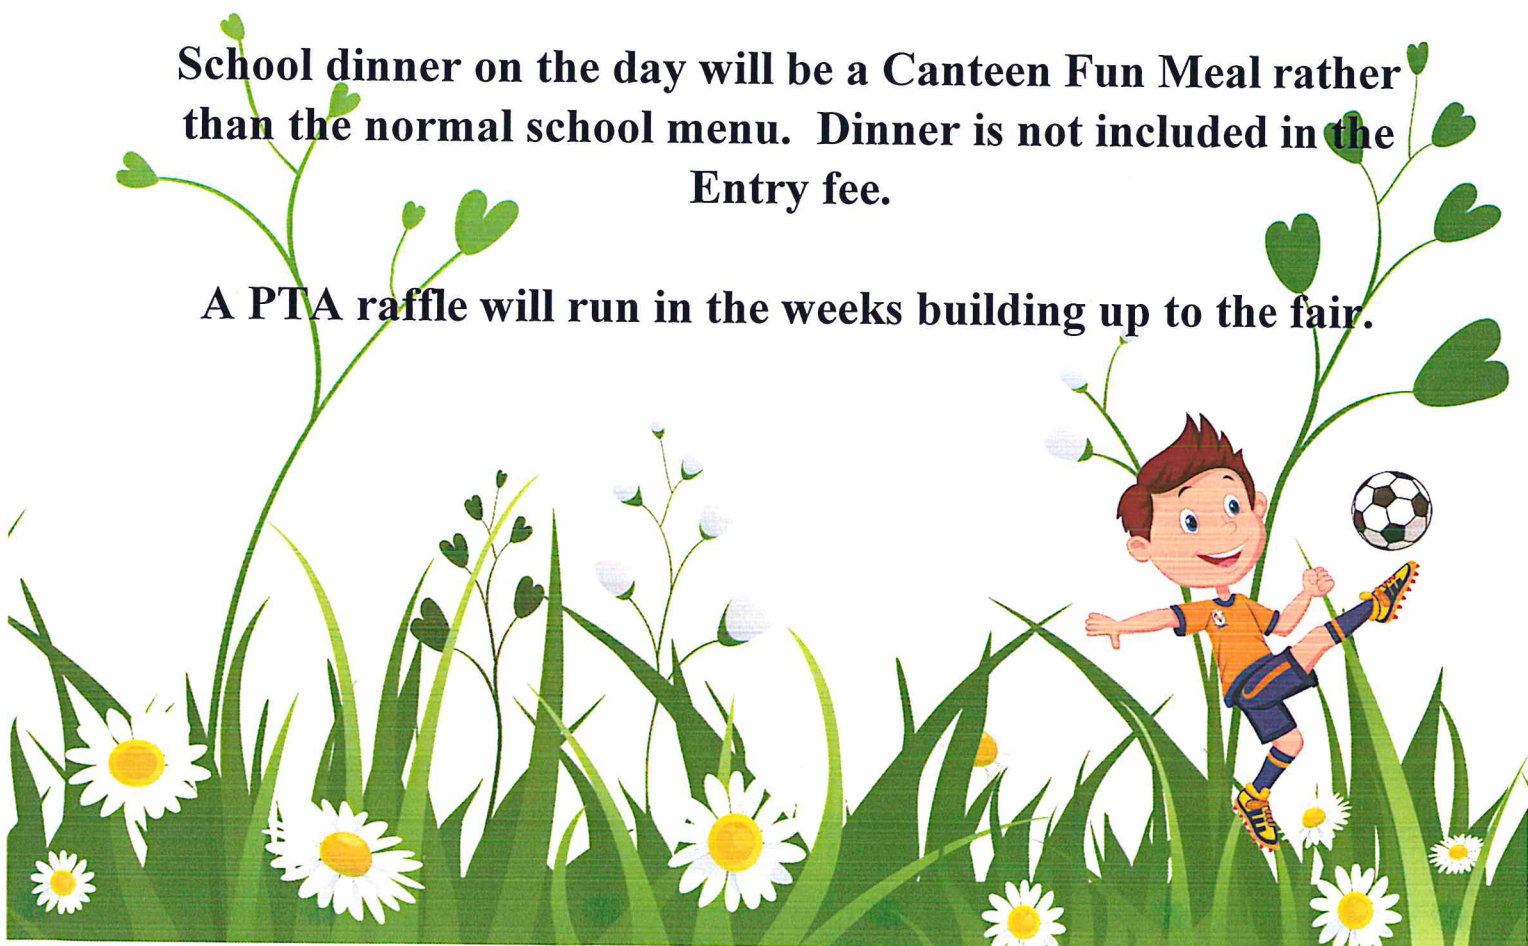 School dinner on the day will be a Canteen Fun Meal rather
than the normal school menu.  Dinner is not included in the
Entry fee.
A PTA raffle will run in the weeks building up to the fair.